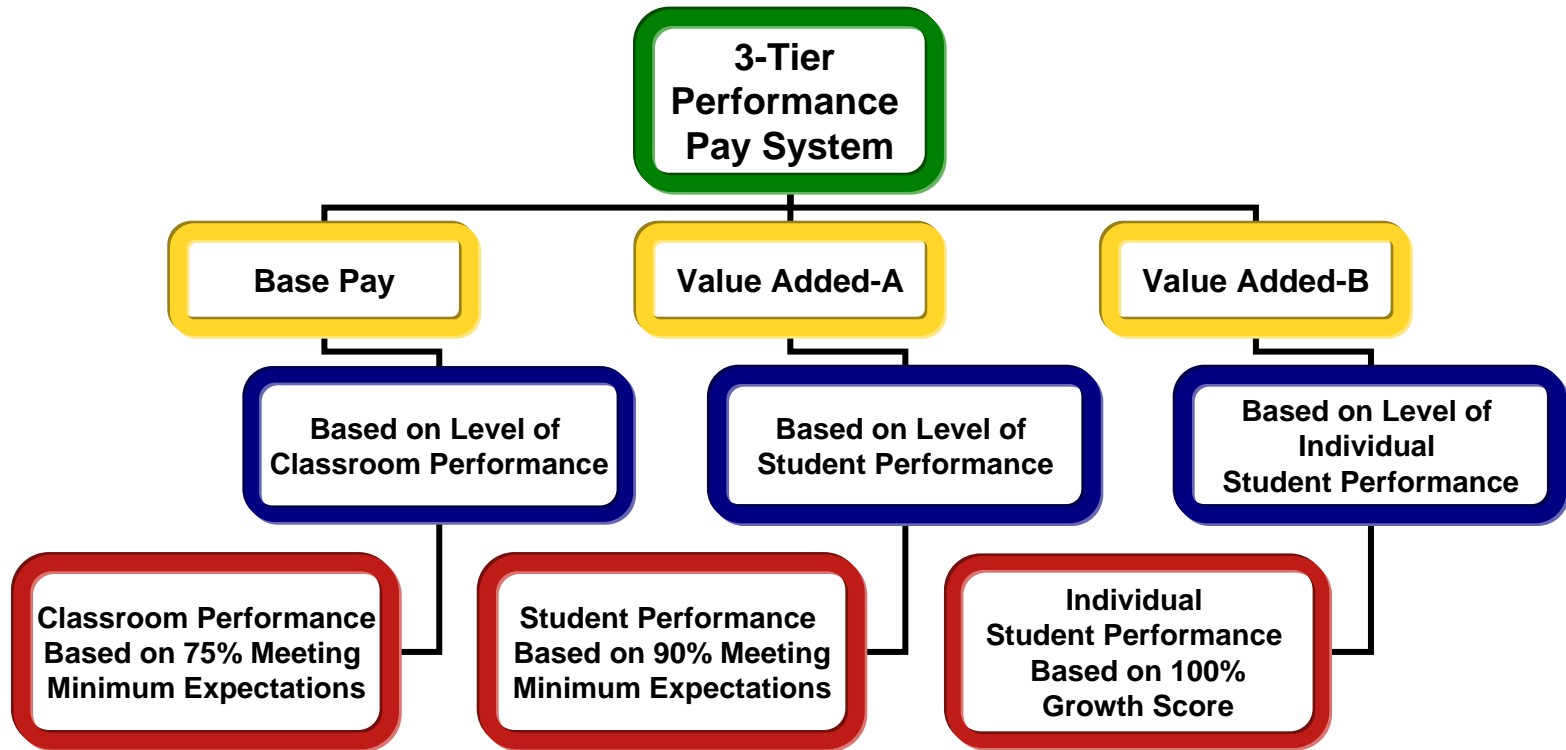 3-Tier
Performance
Pay System
Base Pay
Value Added-A
Value Added-B
Based on Level of
Classroom Performance
Based on Level of
Student Performance
Based on Level of
Individual
Student Performance
Classroom Performance
Based on 75% Meeting
Minimum Expectations
Student Performance
Based on 90% Meeting
Minimum Expectations
Individual
Student Performance
Based on 100%
Growth Score